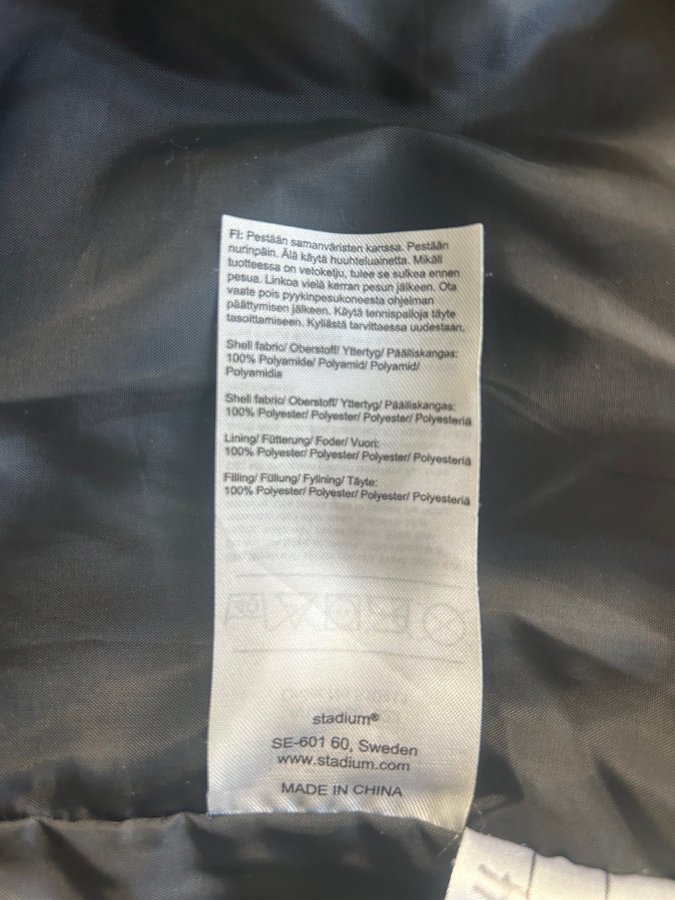 FI: Pestään samanväristen kanssa. Pestään
nurinpäin. Älä käytä huuhteluainetta. Mikäli
tuotteessa on vetoketju, tulee se sulkea ennen
pesua. Linkoa vielä kerran pesun jälkeen. Ota
vaate pois pyykinpesukoneesta ohjelman
päättymisen jälkeen. Käytä tennispalloja täyte
tasoittamiseen. Kyllästä tarvittaessa uudestaan.
Shell fabric/ Oberstoff/ Yttertyg/ Päälliskangas:
100% Polyamide/ Polyamid/ Polyamid/
Polyamidia
Shell fabric/ Oberstoff/ Yttertyg/ Päälliskangas:
100% Polyester/ Polyester/ Polyester/ Polyesteriä
Lining/ Fütterung/ Foder/ Vuori:
100% Polyester/ Polyester/ Polyester/ Polyesteriä
Filling/ Füllung/ Fyllning/ Täyte:
100% Polyester/ Polyester/ Polyester/ Polyesteriä
stadium®
SE-601 60, Sweden
www.stadium.com
MADE IN CHINA